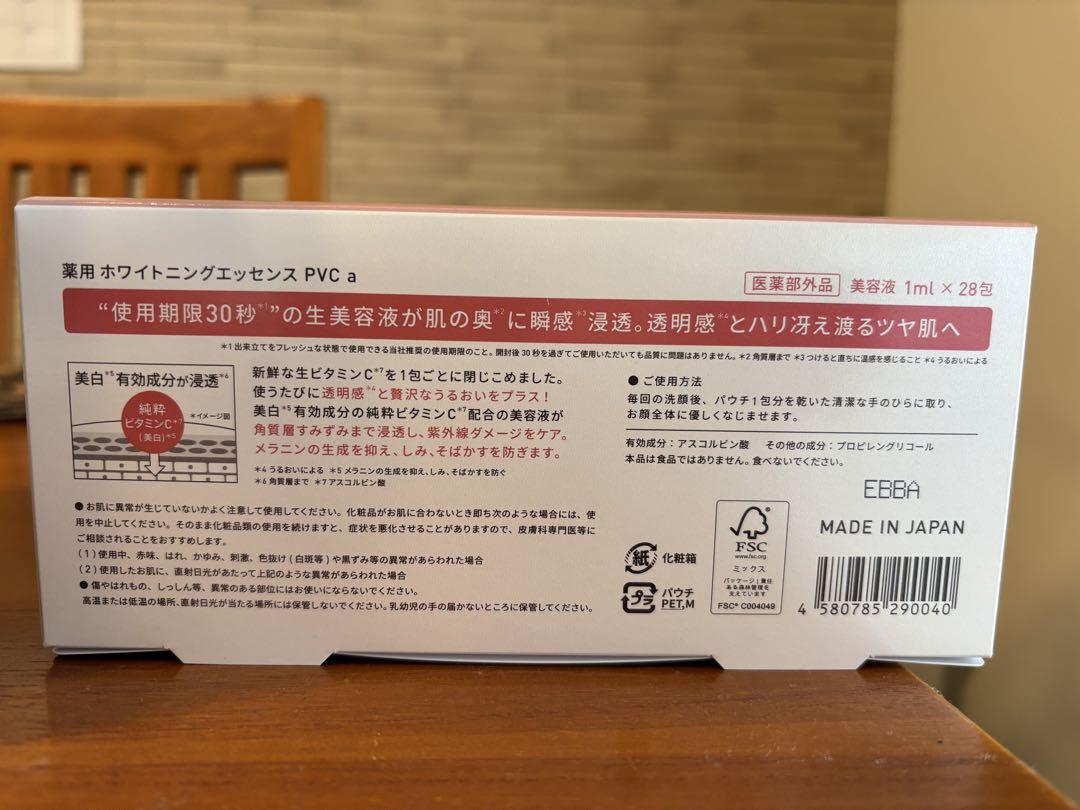 薬用 ホワイトニングエッセンス PVC a
医薬部外品 美容液 1ml × 28包
“使用期限30秒*1”の生美容液が肌の奥*2に瞬感*3浸透。透明感*4とハリ冴え渡るツヤ肌へ
*1 出来立てをフレッシュな状態で使用できる当社推奨の使用期限のこと。開封後30秒を過ぎてご使用いただいても品質に問題はありません。*2 角質層まで *3 つけると直ちに温感を感じること *4 うるおいによる
美白*5有効成分が浸透*6
*イメージ図
純粋
ビタミンC*7
(美白)*5
新鮮な生ビタミンC*7を1包ごとに閉じこめました。
使うたびに透明感*4と贅沢なうるおいをプラス!
美白*5有効成分の純粋ビタミンC*7配合の美容液が
角質層すみずみまで浸透し、紫外線ダメージをケア。
メラニンの生成を抑え、しみ、そばかすを防ぎます。
*4 うるおいによる *5 メラニンの生成を抑え、しみ、そばかすを防ぐ
*6 角質層まで *7 アスコルビン酸
● ご使用方法
毎回の洗顔後、パウチ1包分を乾いた清潔な手のひらに取り、
お顔全体に優しくなじませます。
有効成分:アスコルビン酸 その他の成分:プロピレングリコール
本品は食品ではありません。食べないでください。
●お肌に異常が生じていないかよく注意して使用してください。化粧品がお肌に合わないとき即ち次のような場合には、使
用を中止してください。そのまま化粧品類の使用を続けますと、症状を悪化させることがありますので、皮膚科専門医等に
ご相談されることをおすすめします。
(1)使用中、赤味、はれ、かゆみ、刺激、色抜け(白斑等)や黒ずみ等の異常があらわれた場合
(2)使用したお肌に、直射日光があたって上記のような異常があらわれた場合
●傷やはれもの、しっしん等、異常のある部位にはお使いにならないでください。
高温または低温の場所、直射日光が当たる場所には保管しないでください。乳幼児の手の届かないところに保管してください。
紙 化粧箱
プラ パウチ
PET,M
FSC
www.fsc.org
ミックス
パッケージ|責任
ある森林管理を
支えています
FSC® C004049
EBBA
MADE IN JAPAN
4 580785 290040